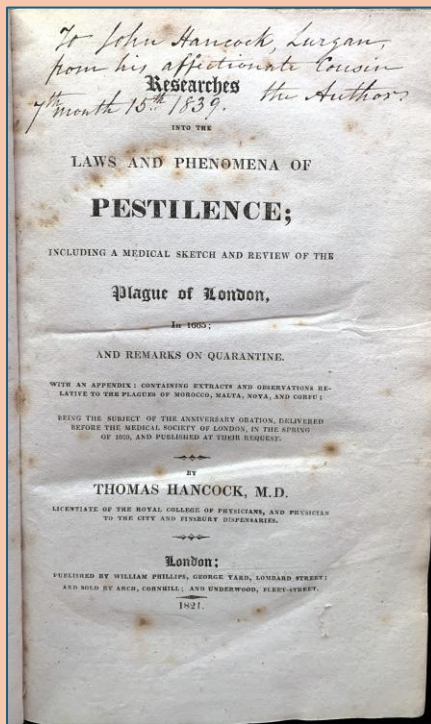 To John Hancock, Lurgan,
from his affectionate Cousin
Researches
7th month 15th 1839. the Author
INTO THE
LAWS AND PHENOMENA OF
PESTILENCE;
INCLUDING A MEDICAL SKETCH AND REVIEW OF THE
Plague of London,
In 1665;
AND REMARKS ON QUARANTINE.
WITH AN APPENDIX: CONTAINING EXTRACTS AND OBSERVATIONS RE-
LATIVE TO THE PLAGUES OF MOROCCO, MALTA, NOYA, AND CORFU;
BEING THE SUBJECT OF THE ANNIVERSARY ORATION, DELIVERED
BEFORE THE MEDICAL SOCIETY OF LONDON, IN THE SPRING
OF 1820, AND PUBLISHED AT THEIR REQUEST.
BY
THOMAS HANCOCK, M.D.
LICENTIATE OF THE ROYAL COLLEGE OF PHYSICIANS, AND PHYSICIAN
TO THE CITY AND FINSBURY DISPENSARIES.
London:
PUBLISHED BY WILLIAM PHILLIPS, GEORGE YARD, LOMBARD STREET;
AND SOLD BY ARCH, CORNHILL; AND UNDERWOOD, FLEET-STREET.
1821.